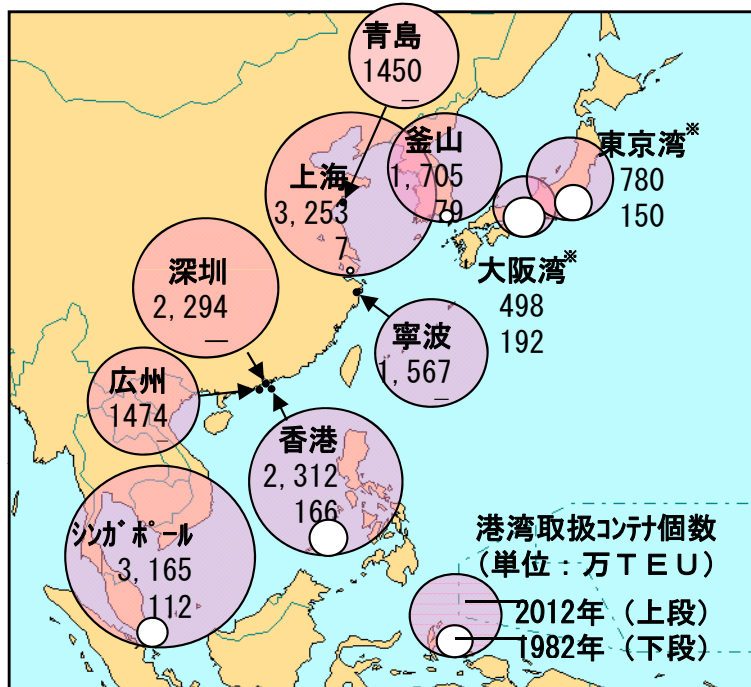 青島
1450
―
釜山
1,705
79
東京湾※
780
150
上海
3,253
7
大阪湾※
498
192
深圳
2,294
―
寧波
1,567
―
広州
1474
―
香港
2,312
166
シンガポール
3,165
112
港湾取扱コンテナ個数
(単位:万TEU)
2012年(上段)
1982年(下段)